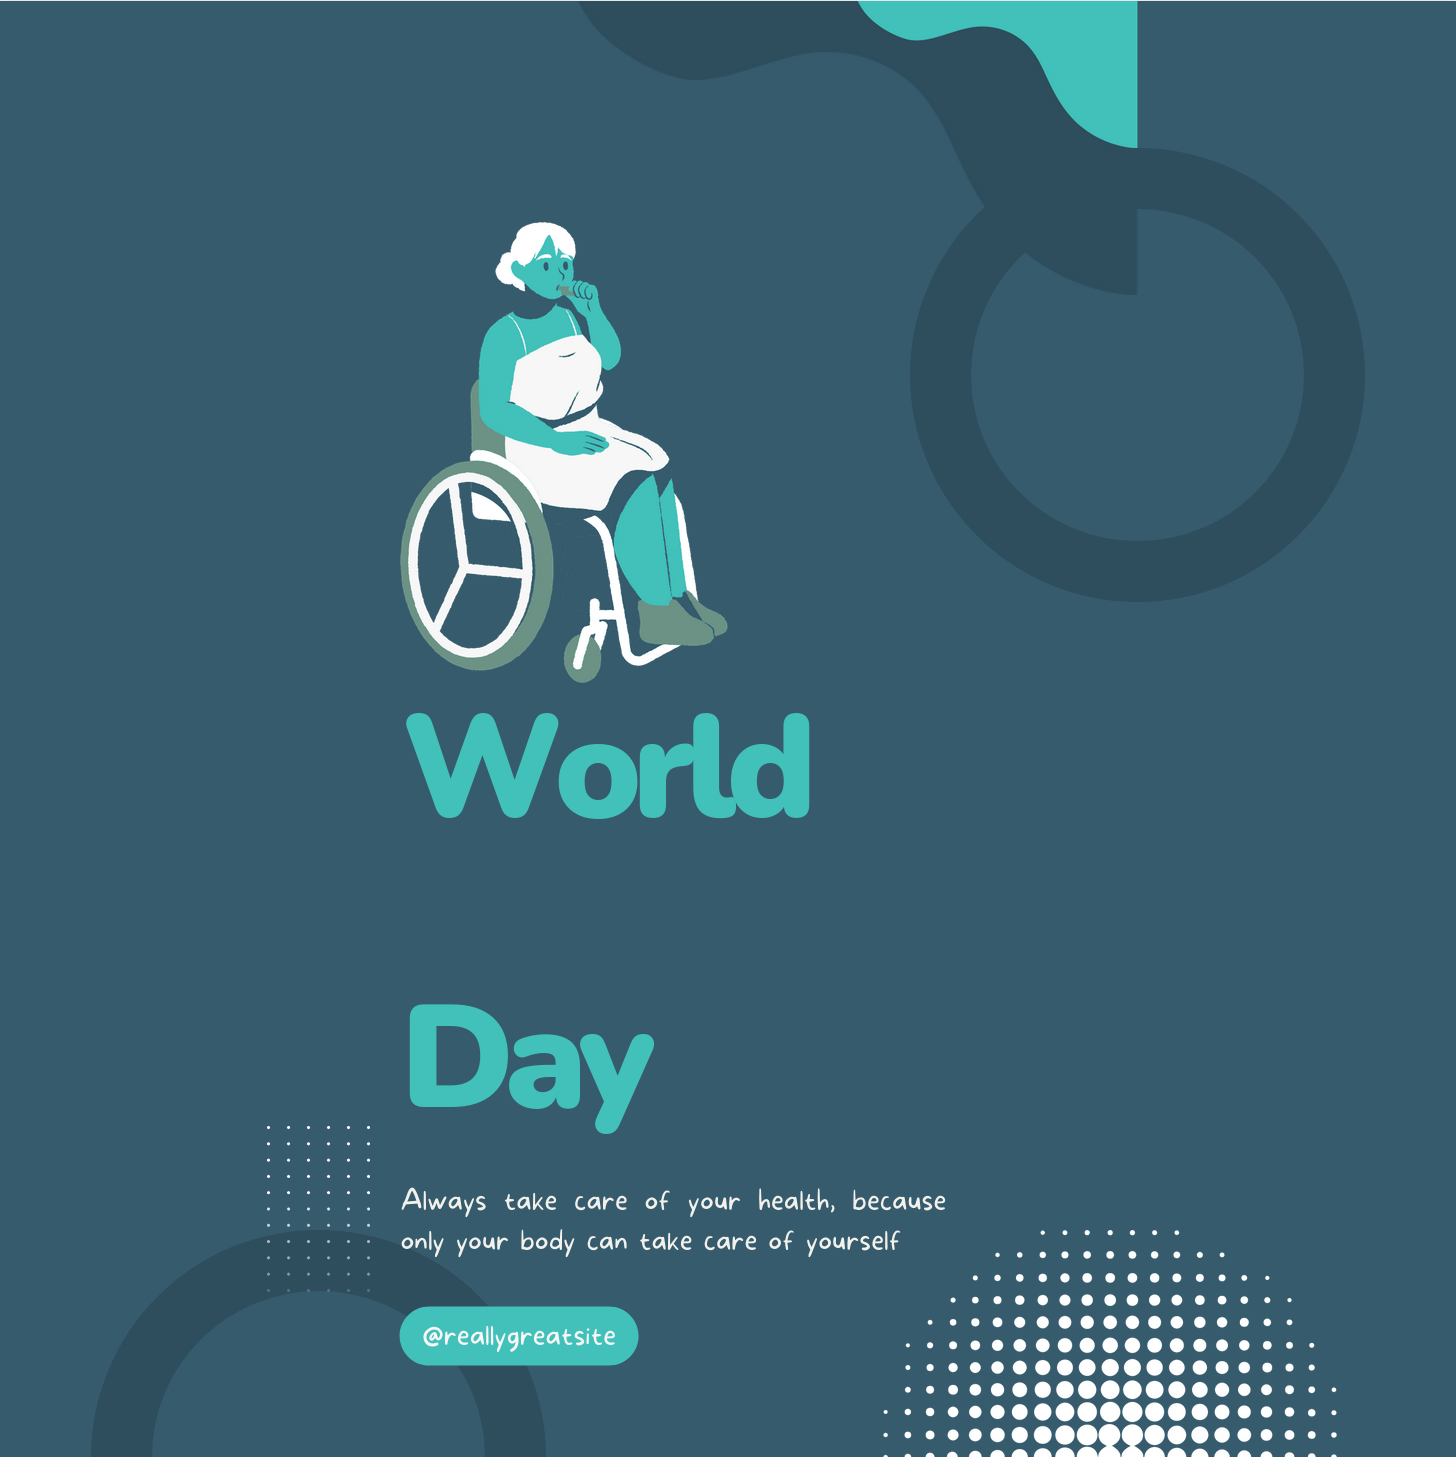 World
Day
Always take care of your health, because
only your body can take care of yourself
@reallygreatsite